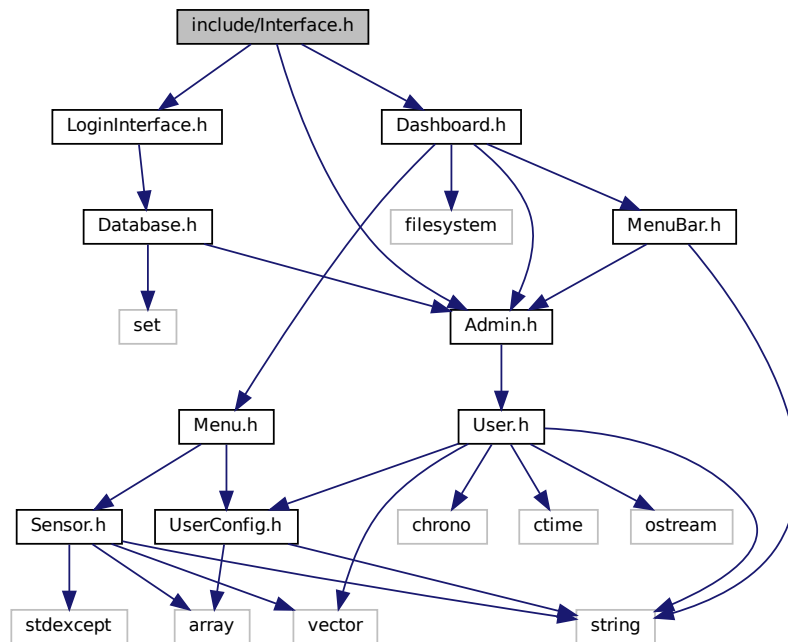 include/Interface.h
LoginInterface.h
Dashboard.h
Database.h
filesystem
MenuBar.h
set
Admin.h
Menu.h
User.h
Sensor.h
UserConfig.h
chrono
ctime
ostream
stdexcept
array
vector
string